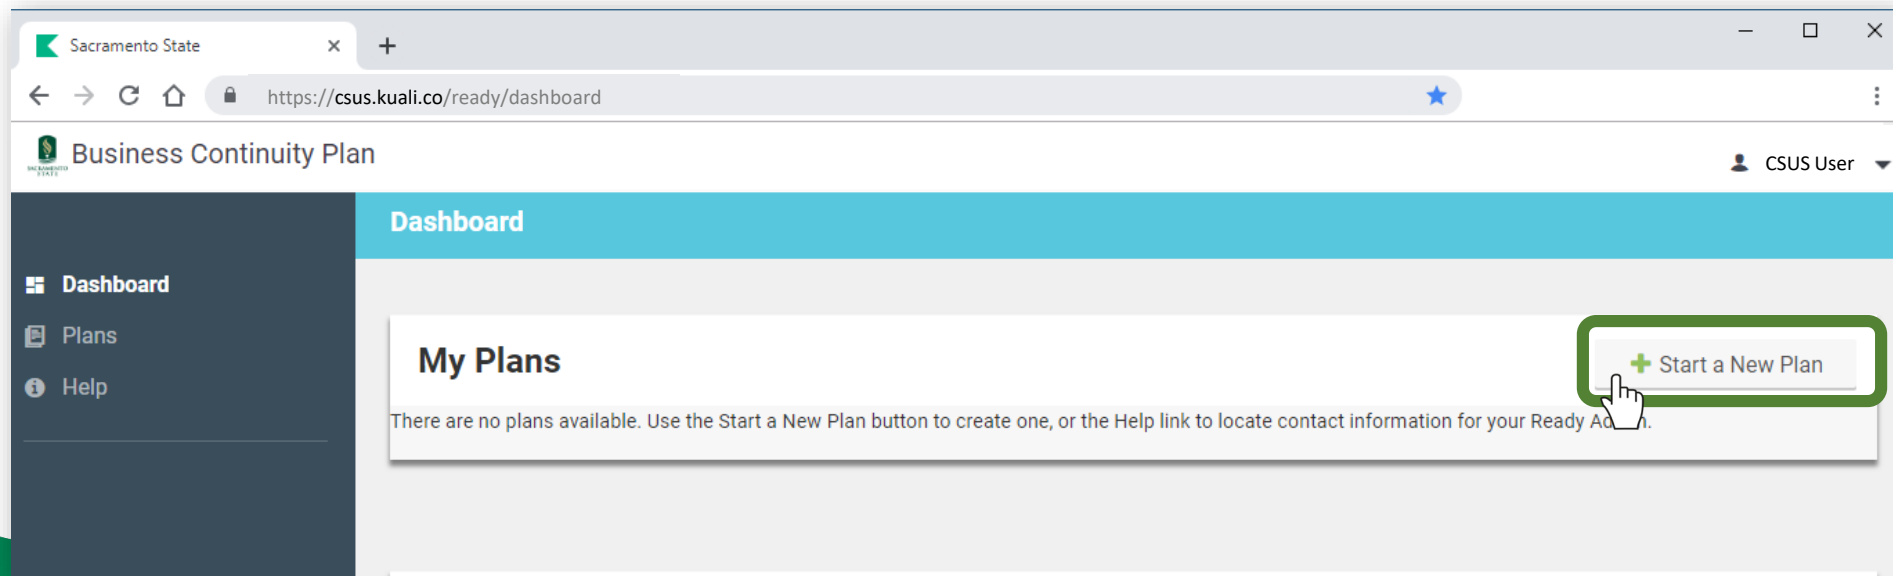 Sacramento State
https://csus.kuali.co/ready/dashboard
SACRAMENTO
STATE
Business Continuity Plan
CSUS User
Dashboard
Dashboard
Plans
Help
My Plans
Start a New Plan
There are no plans available. Use the Start a New Plan button to create one, or the Help link to locate contact information for your Ready